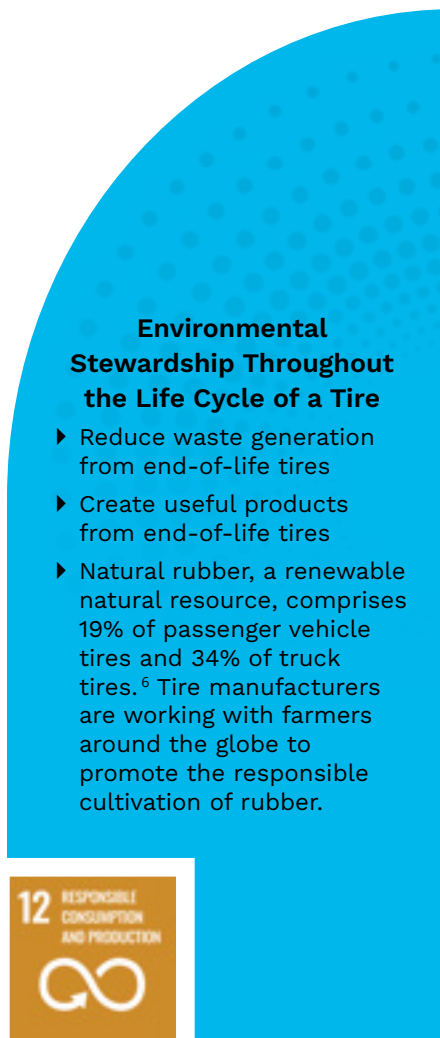 Environmental
Stewardship Throughout
the Life Cycle of a Tire
Reduce waste generation
from end-of-life tires
Create useful products
from end-of-life tires
Natural rubber, a renewable
natural resource, comprises
19% of passenger vehicle
tires and 34% of truck
tires.⁶ Tire manufacturers
are working with farmers
around the globe to
promote the responsible
cultivation of rubber.
12 RESPONSIBLE
CONSUMPTION
AND PRODUCTION